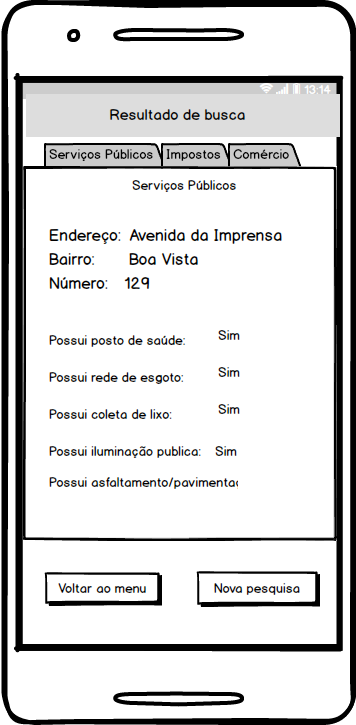 13:14
Resultado de busca
Serviços Públicos Impostos Comércio
Serviços Públicos
Endereço: Avenida da Imprensa
Bairro: Boa Vista
Número: 129
Possui posto de saúde: Sim
Possui rede de esgoto: Sim
Possui coleta de lixo: Sim
Possui iluminação publica: Sim
Possui asfaltamento/pavimentac
Voltar ao menu Nova pesquisa